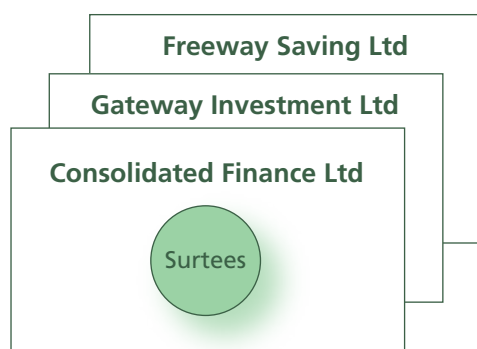 Freeway Saving Ltd
Gateway Investment Ltd
Consolidated Finance Ltd
Surtees